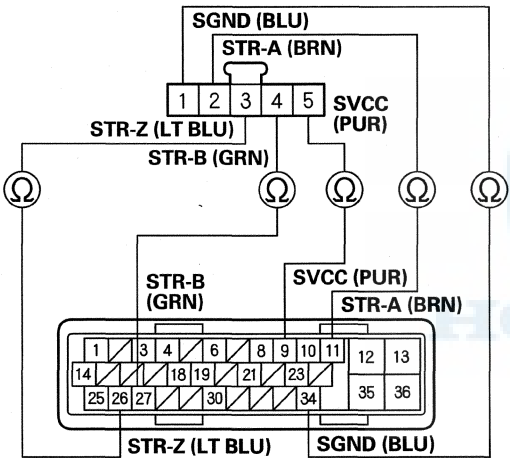 SGND (BLU)
STR-A (BRN)
1 2 3 4 5
SVCC
(PUR)
STR-Z (LT BLU)
STR-B (GRN)
Ω Ω Ω Ω Ω
STR-B
(GRN)
SVCC (PUR)
STR-A (BRN)
1 3 4 6 8 9 10 11 12 13
14 18 19 21 23
25 26 27 30 34 35 36
STR-Z (LT BLU)
SGND (BLU)